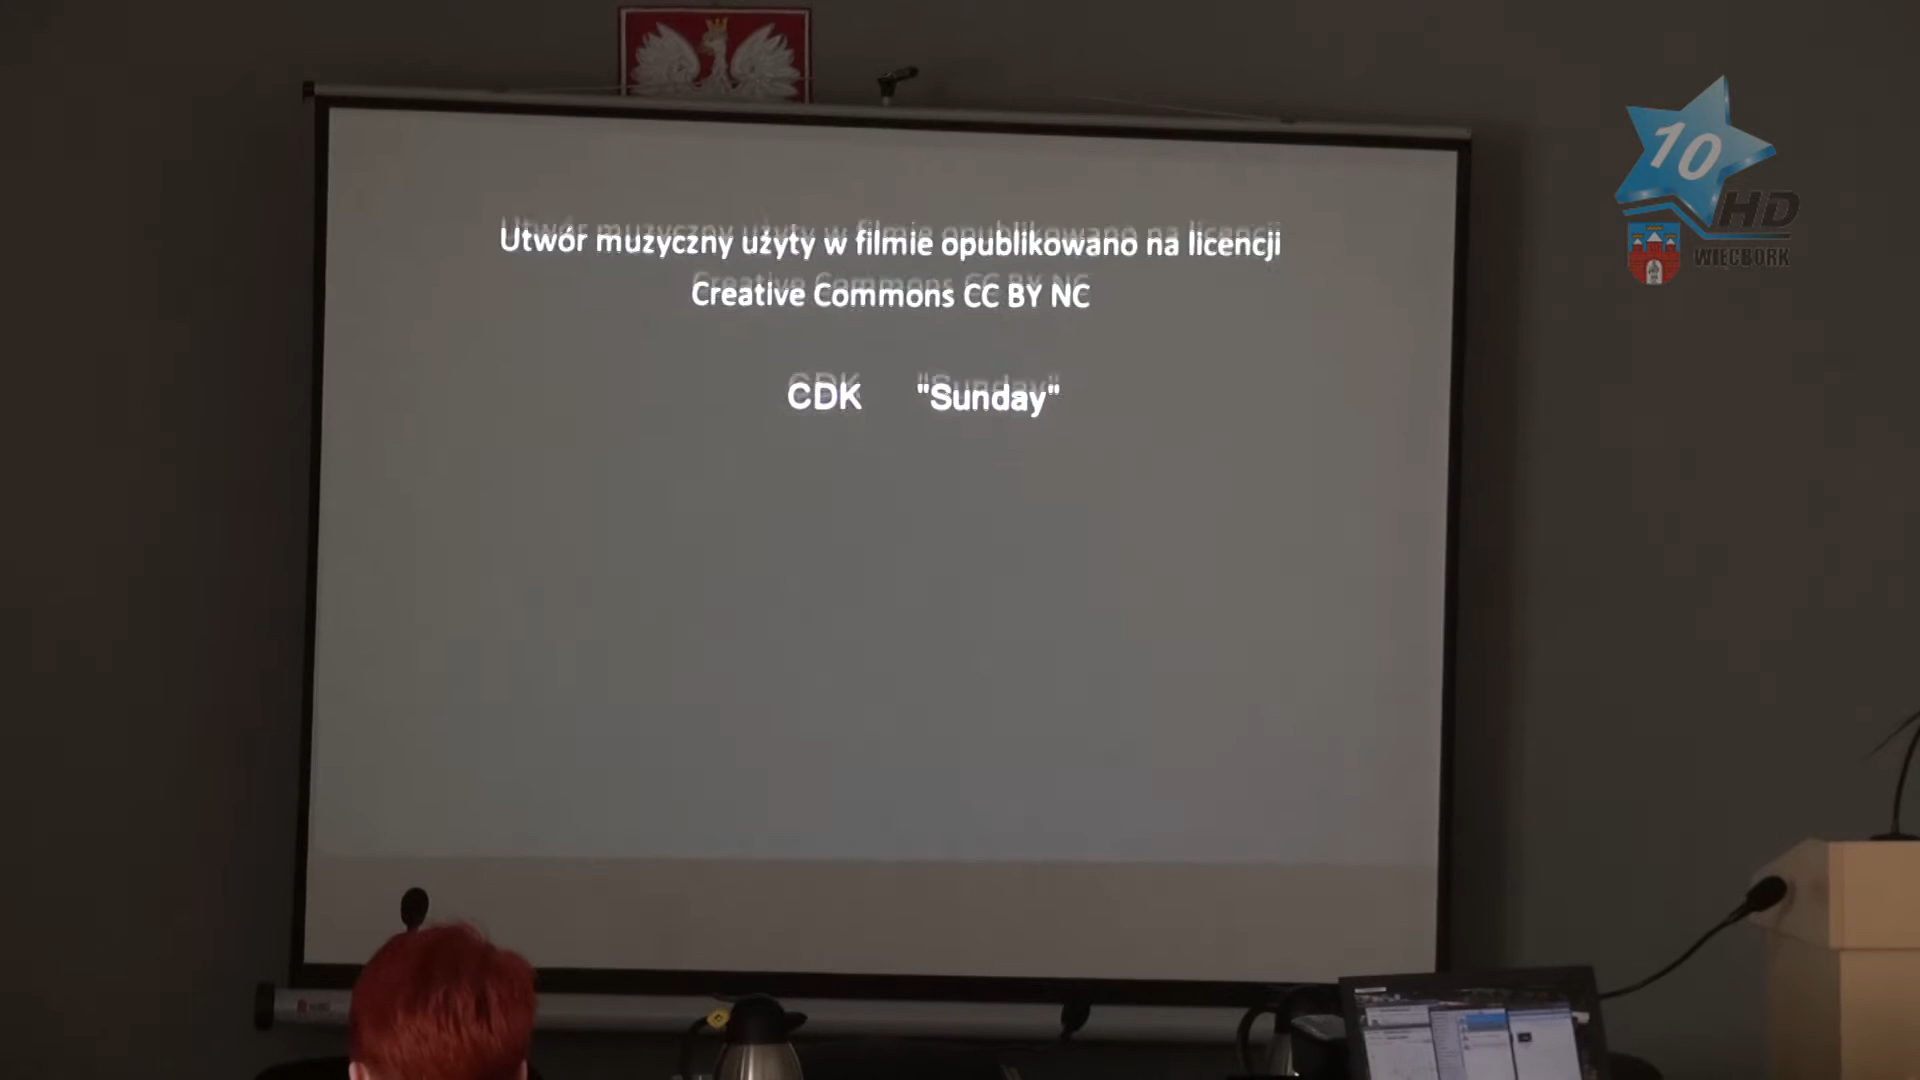 Utwór muzyczny użyty w filmie opublikowano na licencji
Creative Commons CC BY NC
CDK "Sunday"
10
HD
WIĘCBORK